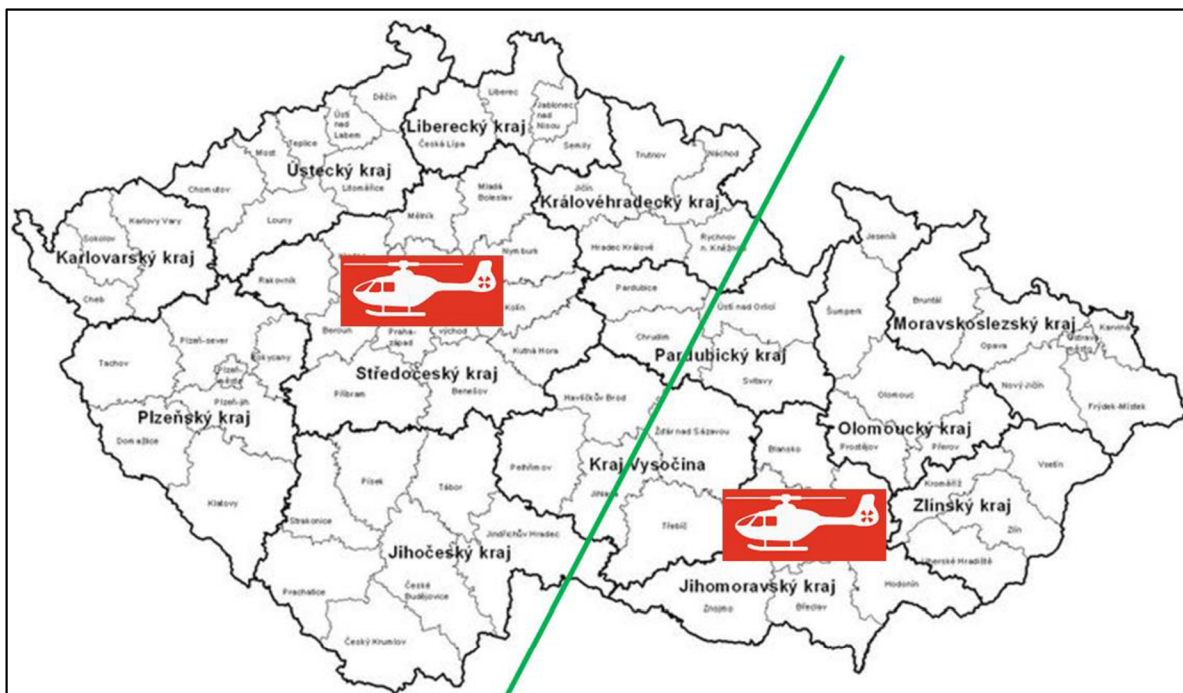 Děčín
Liberec
Ústí
nad
Labem
Jablonec
nad
Nisou
Teplice
Liberecký kraj
Česká Lípa
Semily
Most
Trutnov
Náchod
Ústecký kraj
Chomutov
Litoměřice
Mladá
Boleslav
Jičín
Královéhradecký kraj
Karlovy Vary
Louny
Mělník
Sokolov
Karlovarský kraj
Hradec Králové
Rychnov
n. Kněžnou
Jeseník
Nymburk
Rakovník
Cheb
Pardubice
Bruntál
Kolín
Ústí nad Orlicí
Šumperk
Moravskoslezský kraj
Karviná
Ostrava
město
Opava
Beroun
Praha-
západ
východ
Chrudim
Plzeň-sever
Rokycany
Tachov
Kutná Hora
Pardubický kraj
Plzeň-
město
Středočeský kraj
Svitavy
Nový Jičín
Příbram
Benešov
Olomouc
Frýdek-Místek
Plzeň-jih
Plzeňský kraj
Havlíčkův Brod
Olomoucký kraj
Domažlice
Žďár nad Sázavou
Blansko
Prostějov
Přerov
Pelhřimov
Kraj Vysočina
Vsetín
Kroměříž
Písek
Tábor
Klatovy
Jihlava
Zlínský kraj
Strakonice
Třebíč
Zlín
Jindřichův Hradec
Jihočeský kraj
Uherské Hradiště
Prachatice
České
Budějovice
Jihomoravský kraj
Hodonín
Znojmo
Břeclav
Český Krumlov